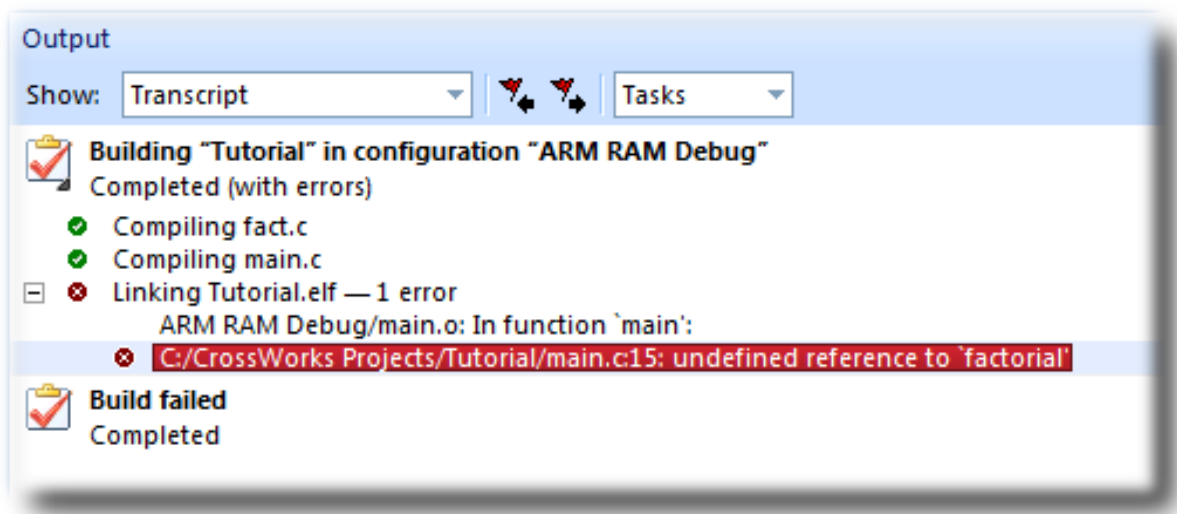 Output
Show: Transcript Tasks
Building “Tutorial” in configuration “ARM RAM Debug”
Completed (with errors)
Compiling fact.c
Compiling main.c
Linking Tutorial.elf — 1 error
ARM RAM Debug/main.o: In function `main':
C:/CrossWorks Projects/Tutorial/main.c:15: undefined reference to `factorial'
Build failed
Completed